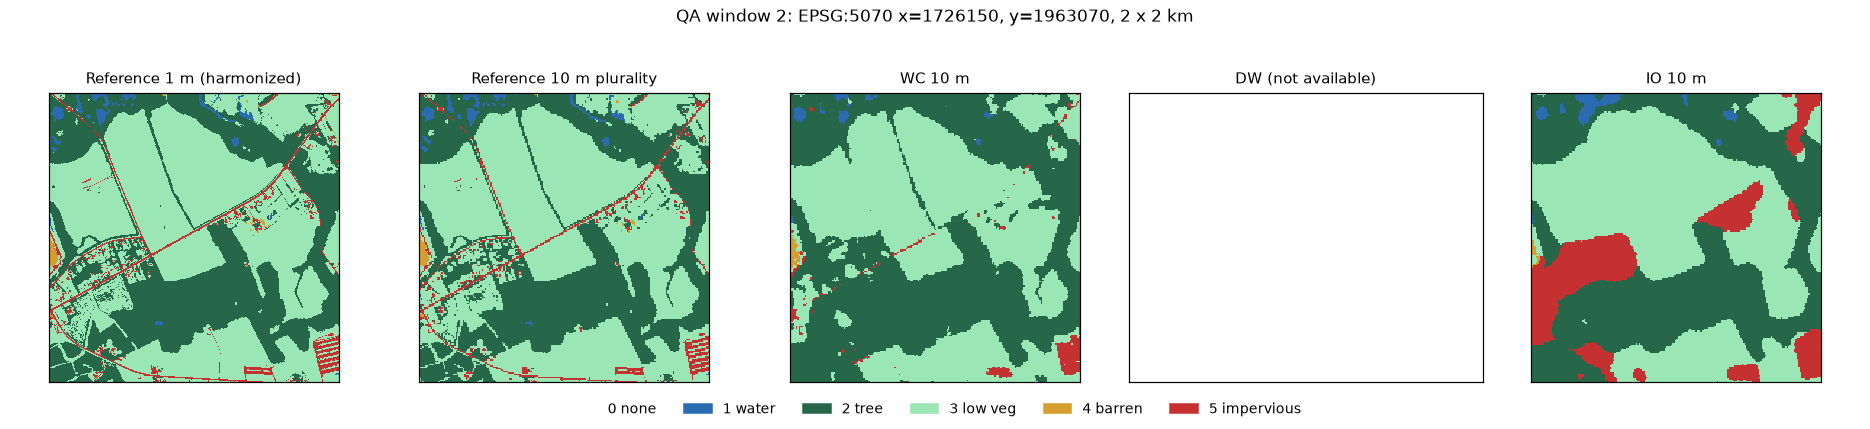 QA window 2: EPSG:5070 x=1726150, y=1963070, 2 x 2 km
Reference 1 m (harmonized)
Reference 10 m plurality
WC 10 m
DW (not available)
IO 10 m
0 none
1 water
2 tree
3 low veg
4 barren
5 impervious